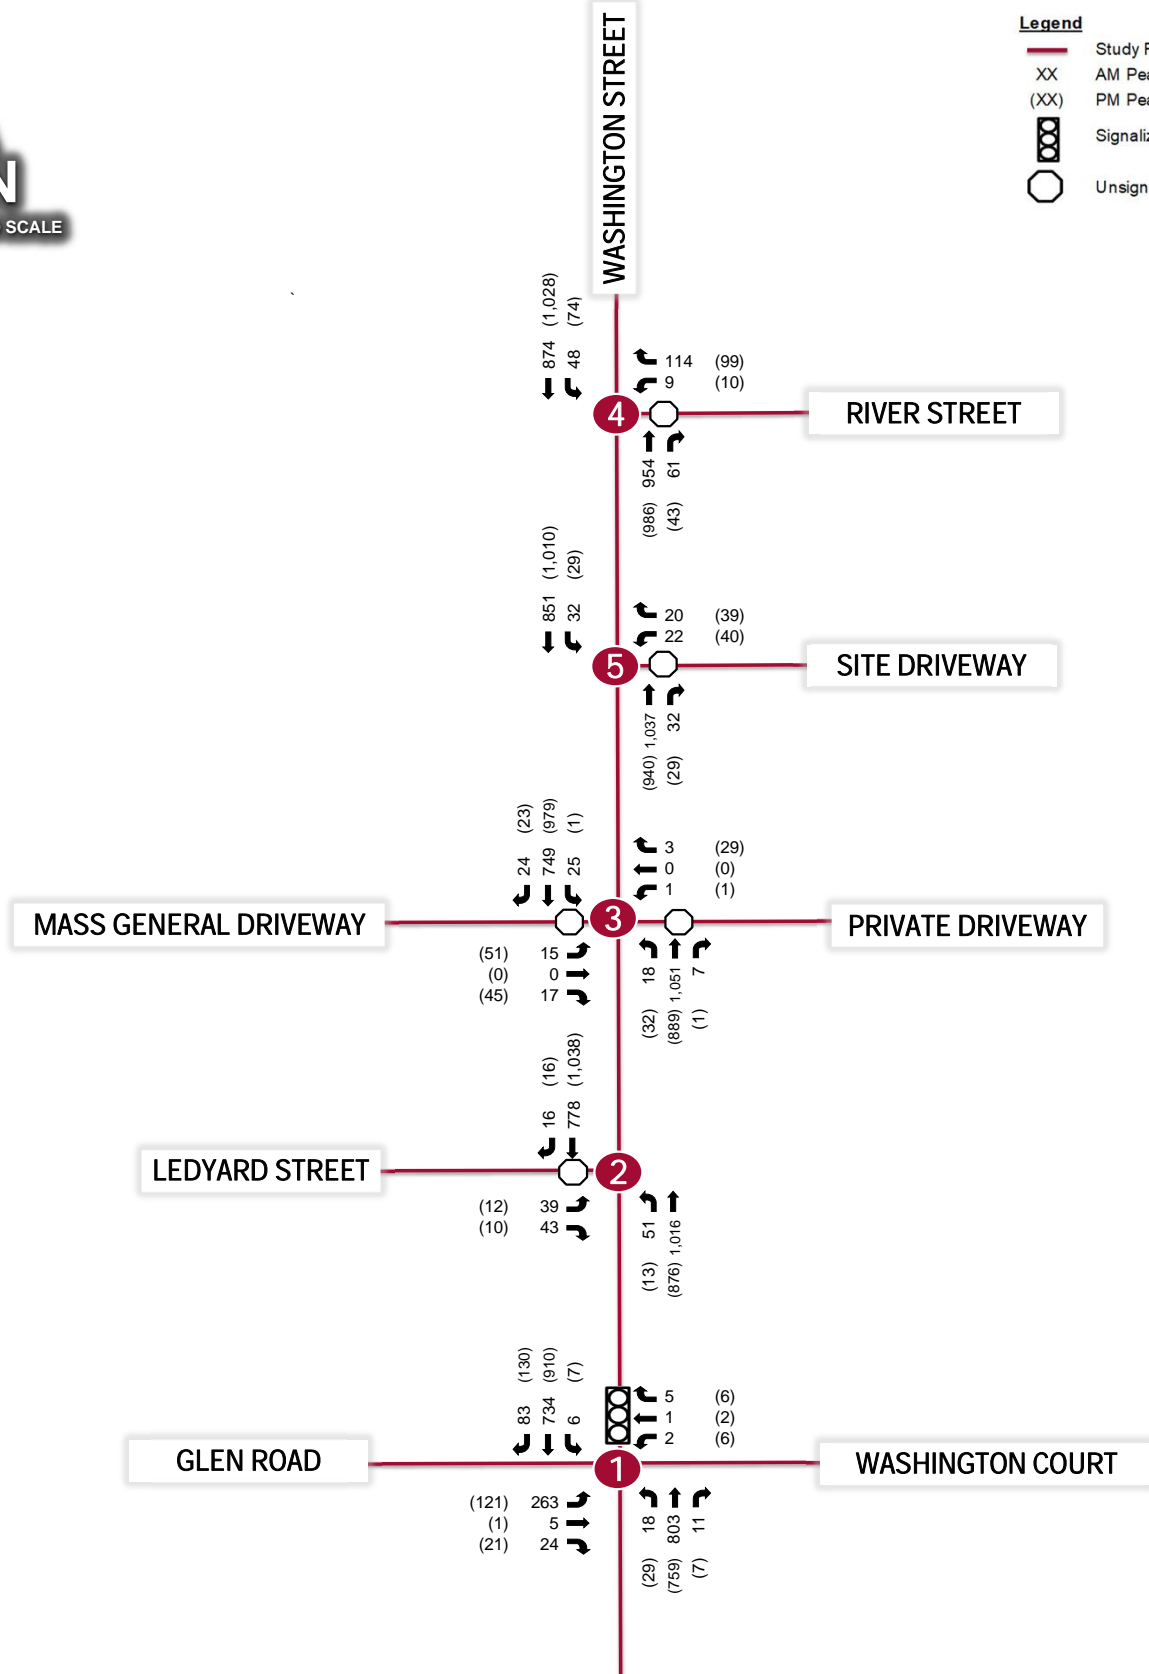 Legend
Study
XX AM
(XX) PM
N
SCALE
WASHINGTON STREET
(1,028) (74)
874 48
114 (99)
9 (10)
4
RIVER STREET
954 61
(986) (43)
(1,010) (29)
851 32
20 (39)
22 (40)
5
SITE DRIVEWAY
1,037 32
(940) (29)
(23) (979) (1)
24 749 25
3 (29)
0 (0)
1 (1)
MASS GENERAL DRIVEWAY
3
PRIVATE DRIVEWAY
(51) 15
(0) 0
(45) 17
18 1,051 7
(32) (889) (1)
(16) (1,038)
16 778
LEDYARD STREET
2
(12) 39
(10) 43
51 1,016
(13) (876)
(130) (910) (7)
83 734 6
5 (6)
1 (2)
2 (6)
GLEN ROAD
1
WASHINGTON COURT
(121) 263
(1) 5
(21) 24
18 803 11
(29) (759) (7)